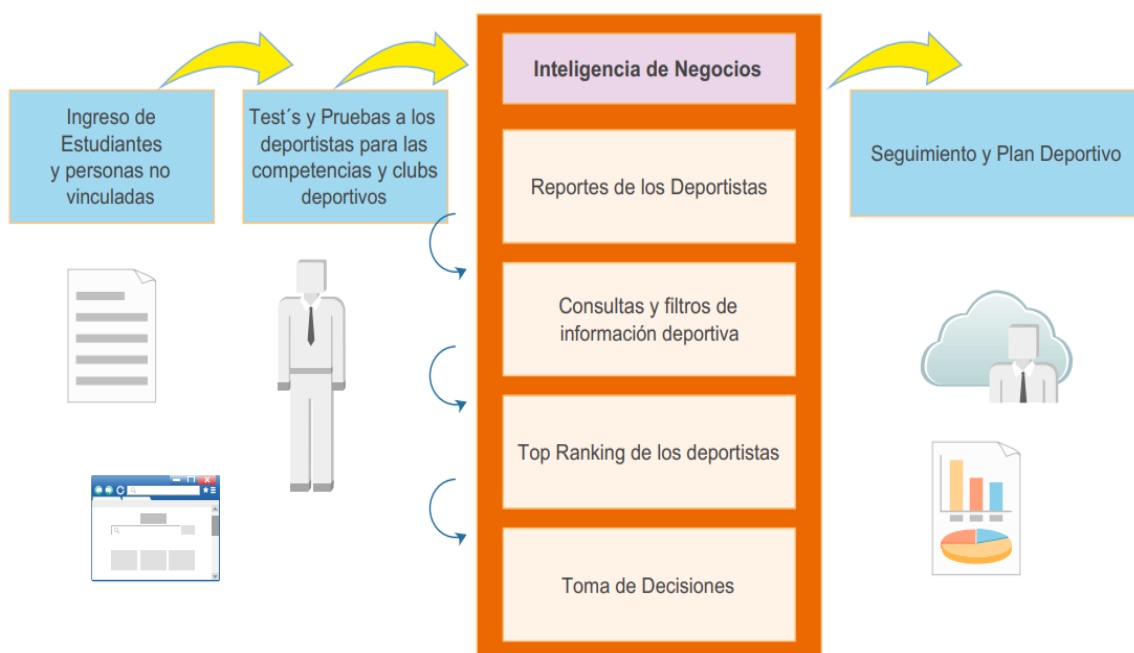 Ingreso de
Estudiantes
y personas no
vinculadas
Test´s y Pruebas a los
deportistas para las
competencias y clubs
deportivos
Inteligencia de Negocios
Reportes de los Deportistas
Consultas y filtros de
información deportiva
Top Ranking de los deportistas
Toma de Decisiones
Seguimiento y Plan Deportivo